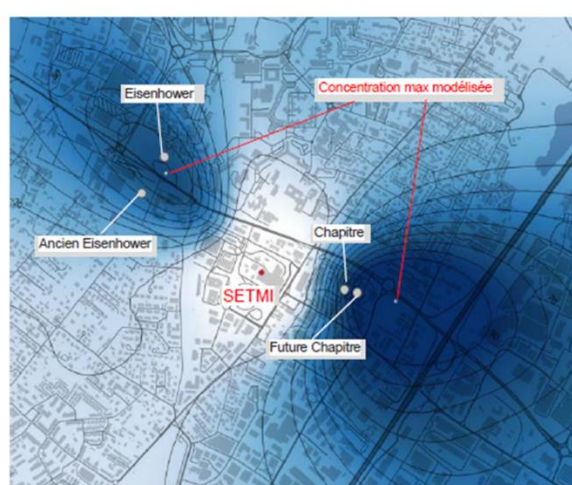 Eisenhower
Concentration max modélisée
Ancien Eisenhower
Chapitre
SETMI
Future Chapitre